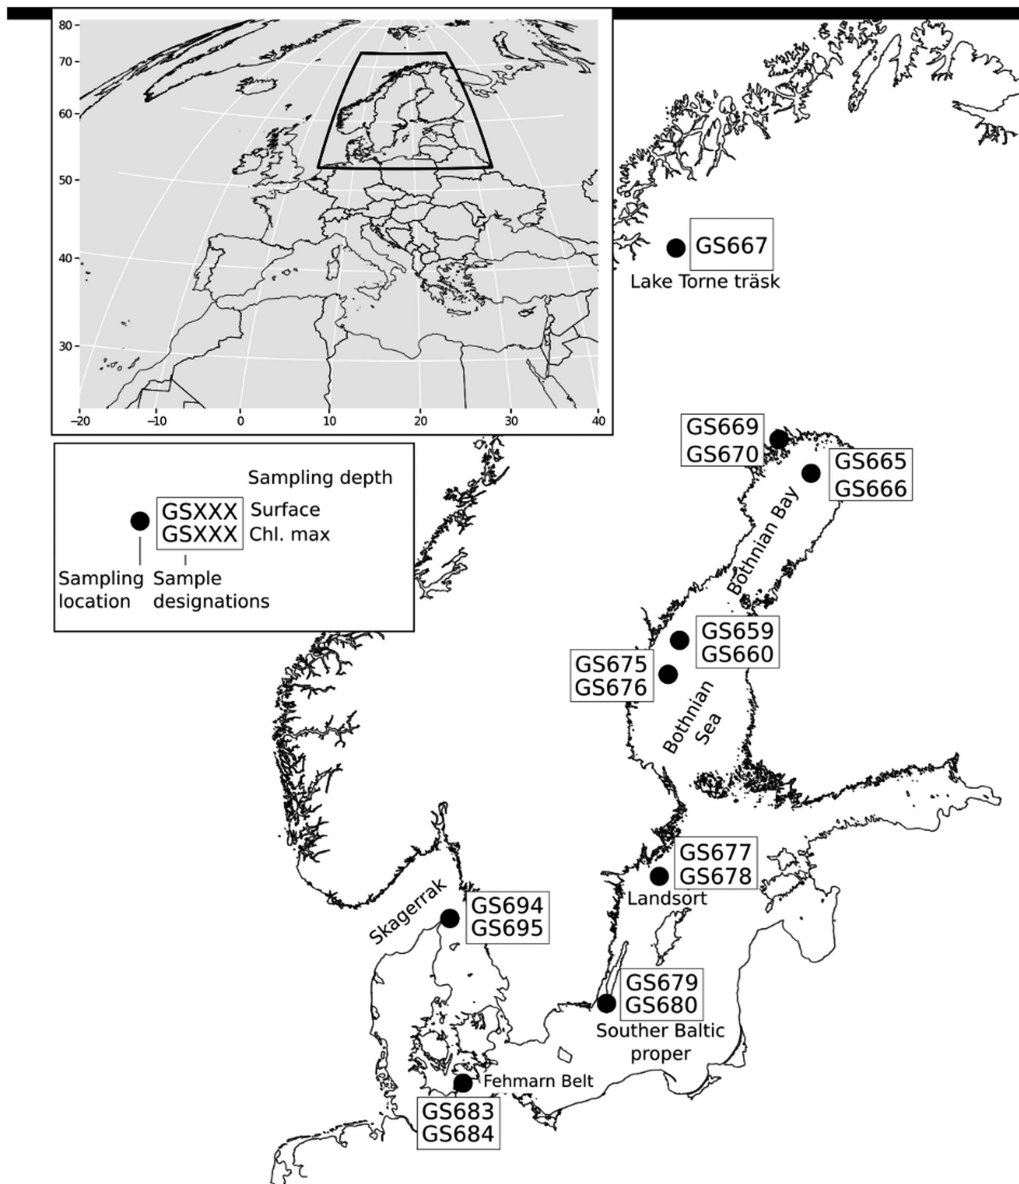 80
70
60
50
40
30
−20
−10
0
10
20
30
40
GS667
Lake Torne träsk
Sampling depth
GSXXX Surface
GSXXX Chl. max
Sampling Sample
location designations
GS669
GS670
GS665
GS666
Bothnian Bay
GS659
GS660
GS675
GS676
Bothnian
Sea
GS677
GS678
Landsort
Skagerrak
GS694
GS695
GS679
GS680
Souther Baltic
proper
Fehmarn Belt
GS683
GS684